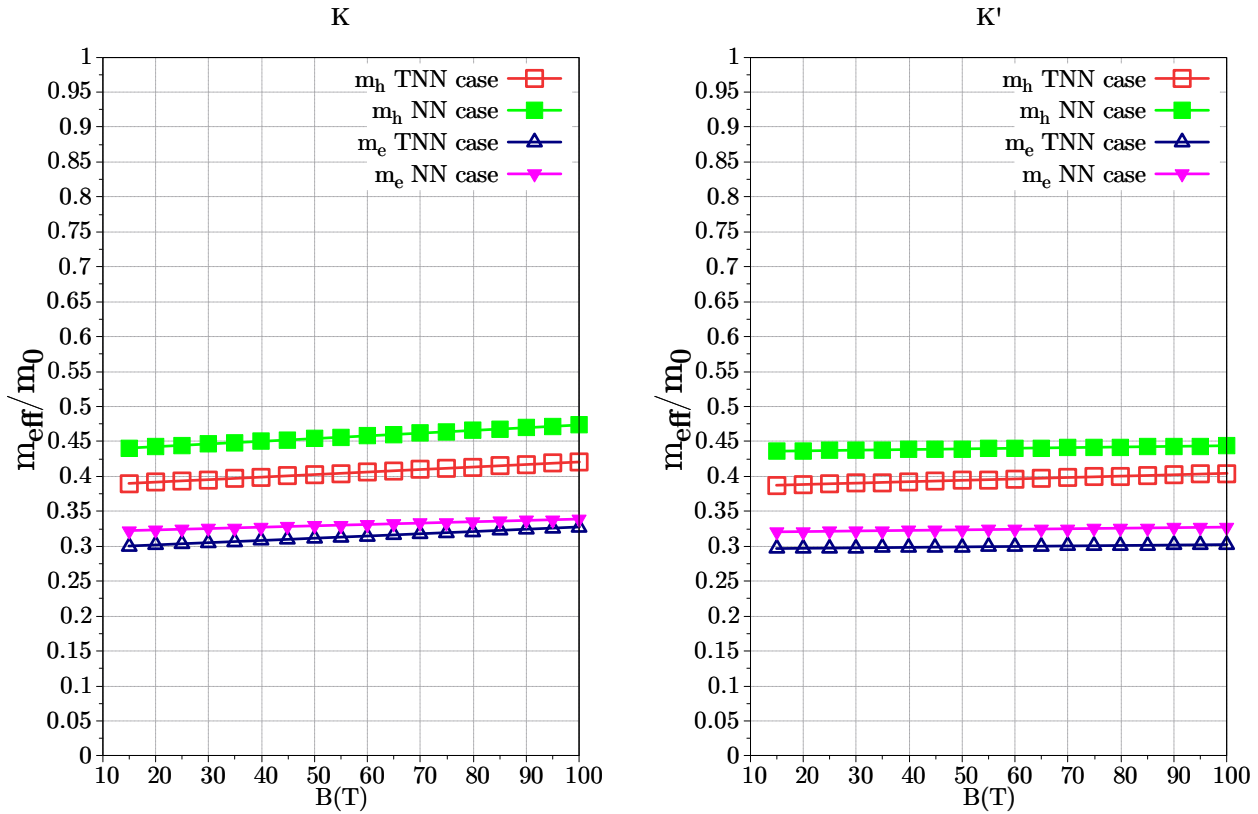 K
m_eff/m_0
1
0.95
0.9
0.85
0.8
0.75
0.7
0.65
0.6
0.55
0.5
0.45
0.4
0.35
0.3
0.25
0.2
0.15
0.1
0.05
0
m_h TNN case
m_h NN case
m_e TNN case
m_e NN case
10 20 30 40 50 60 70 80 90 100
B(T)
K'
m_eff/m_0
1
0.95
0.9
0.85
0.8
0.75
0.7
0.65
0.6
0.55
0.5
0.45
0.4
0.35
0.3
0.25
0.2
0.15
0.1
0.05
0
m_h TNN case
m_h NN case
m_e TNN case
m_e NN case
10 20 30 40 50 60 70 80 90 100
B(T)